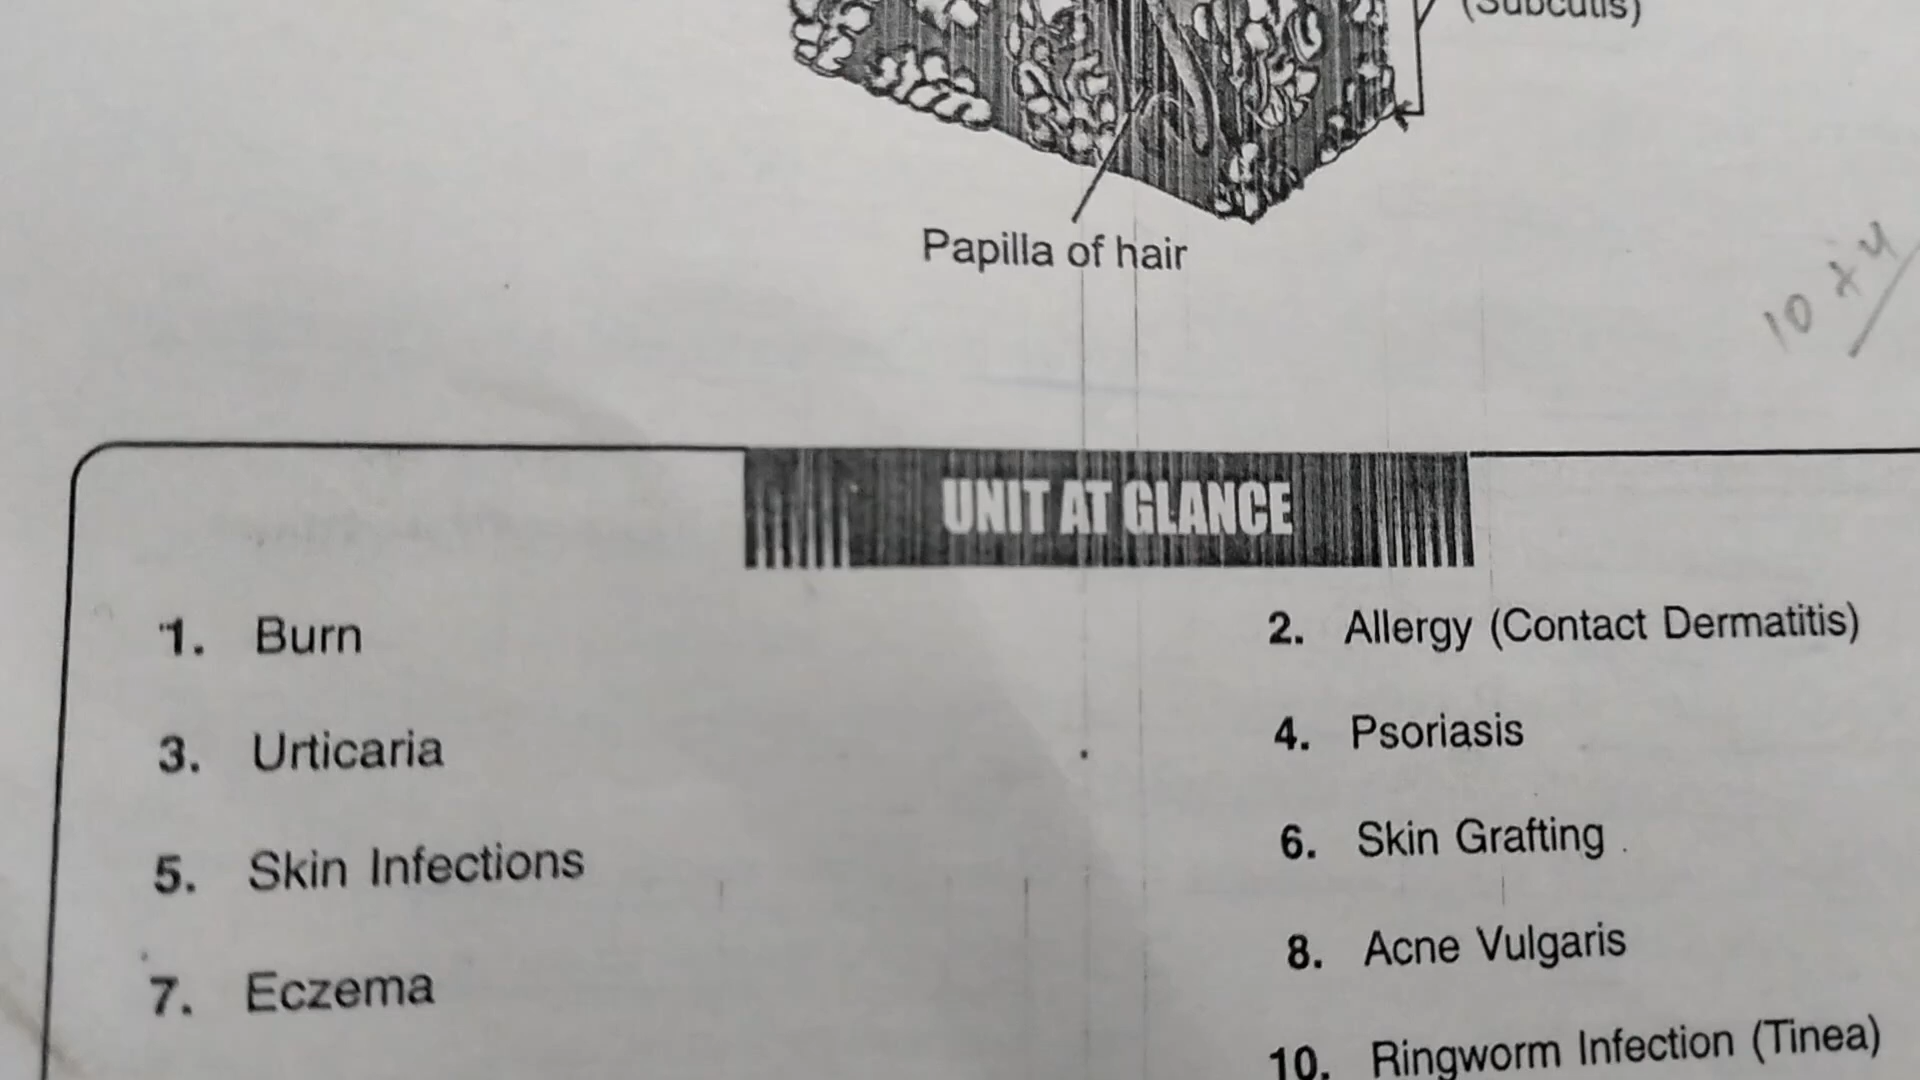 (Subcutis)
Papilla of hair
10 + 4
UNIT AT GLANCE
1. Burn
2. Allergy (Contact Dermatitis)
3. Urticaria
4. Psoriasis
5. Skin Infections
6. Skin Grafting
7. Eczema
8. Acne Vulgaris
10. Ringworm Infection (Tinea)